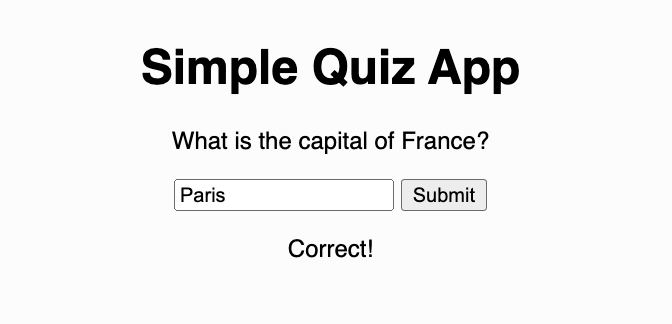 Simple Quiz App
What is the capital of France?
Paris Submit
Correct!